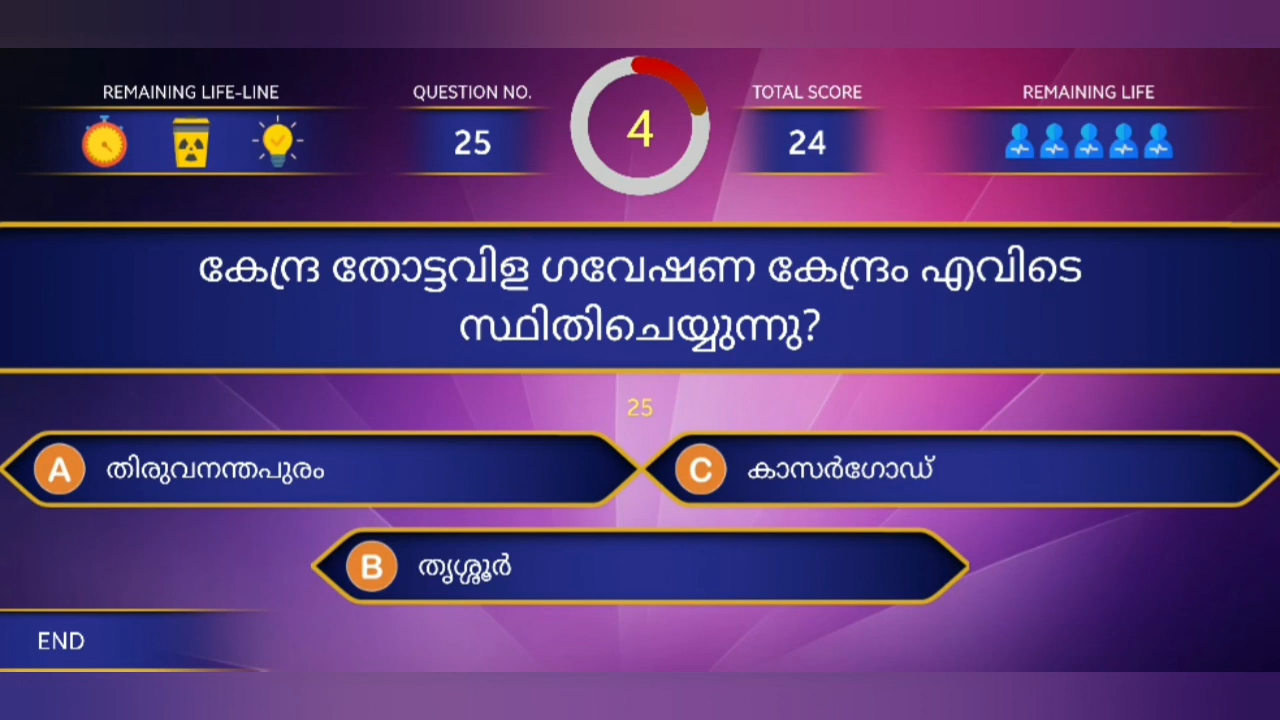 REMAINING LIFE-LINE
QUESTION NO.
25
4
TOTAL SCORE
24
REMAINING LIFE
കേന്ദ്ര തോട്ടവിള ഗവേഷണ കേന്ദ്രം എവിടെ
സ്ഥിതിചെയ്യുന്നു?
25
A തിരുവനന്തപുരം
C കാസർഗോഡ്
B തൃശ്ശൂർ
END